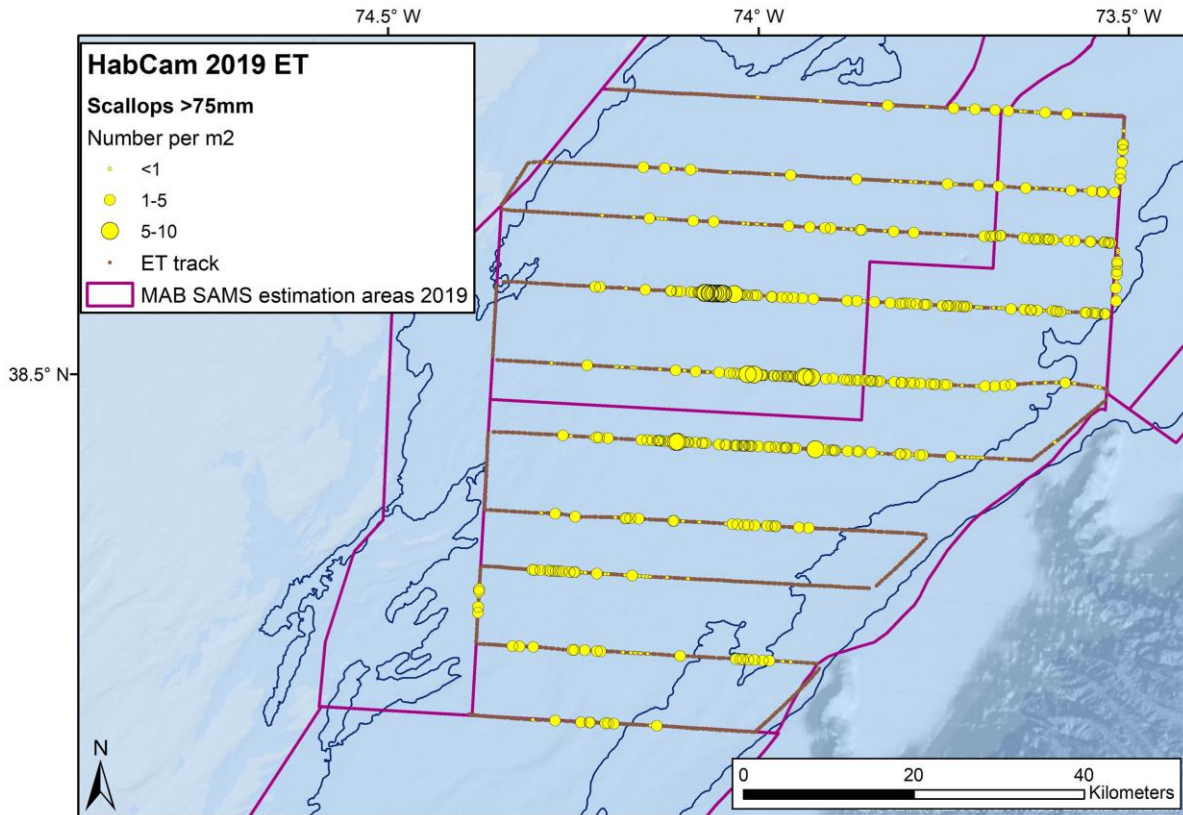 74.5° W
74° W
73.5° W
HabCam 2019 ET
Scallops >75mm
Number per m2
<1
1-5
5-10
ET track
MAB SAMS estimation areas 2019
38.5° N
N
0
20
40
Kilometers